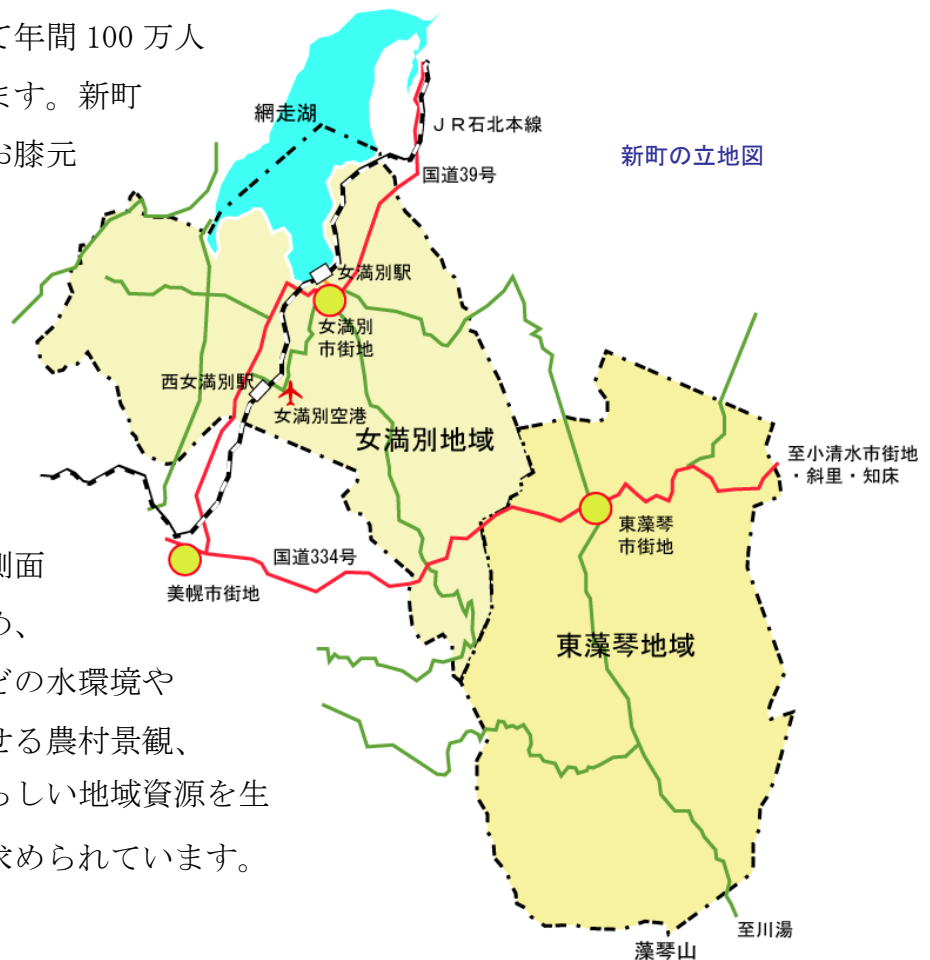 て年間 100 万人
ます。新町
お膝元
網走湖
ＪＲ石北本線
新町の立地図
国道39号
女満別駅
女満別
市街地
西女満別駅
女満別空港
女満別地域
至小清水市街地
・斜里・知床
東藻琴
市街地
国道334号
美幌市街地
側面
め、
どの水環境や
せる農村景観、
らしい地域資源を生
求められています。
東藻琴地域
至川湯
藻琴山